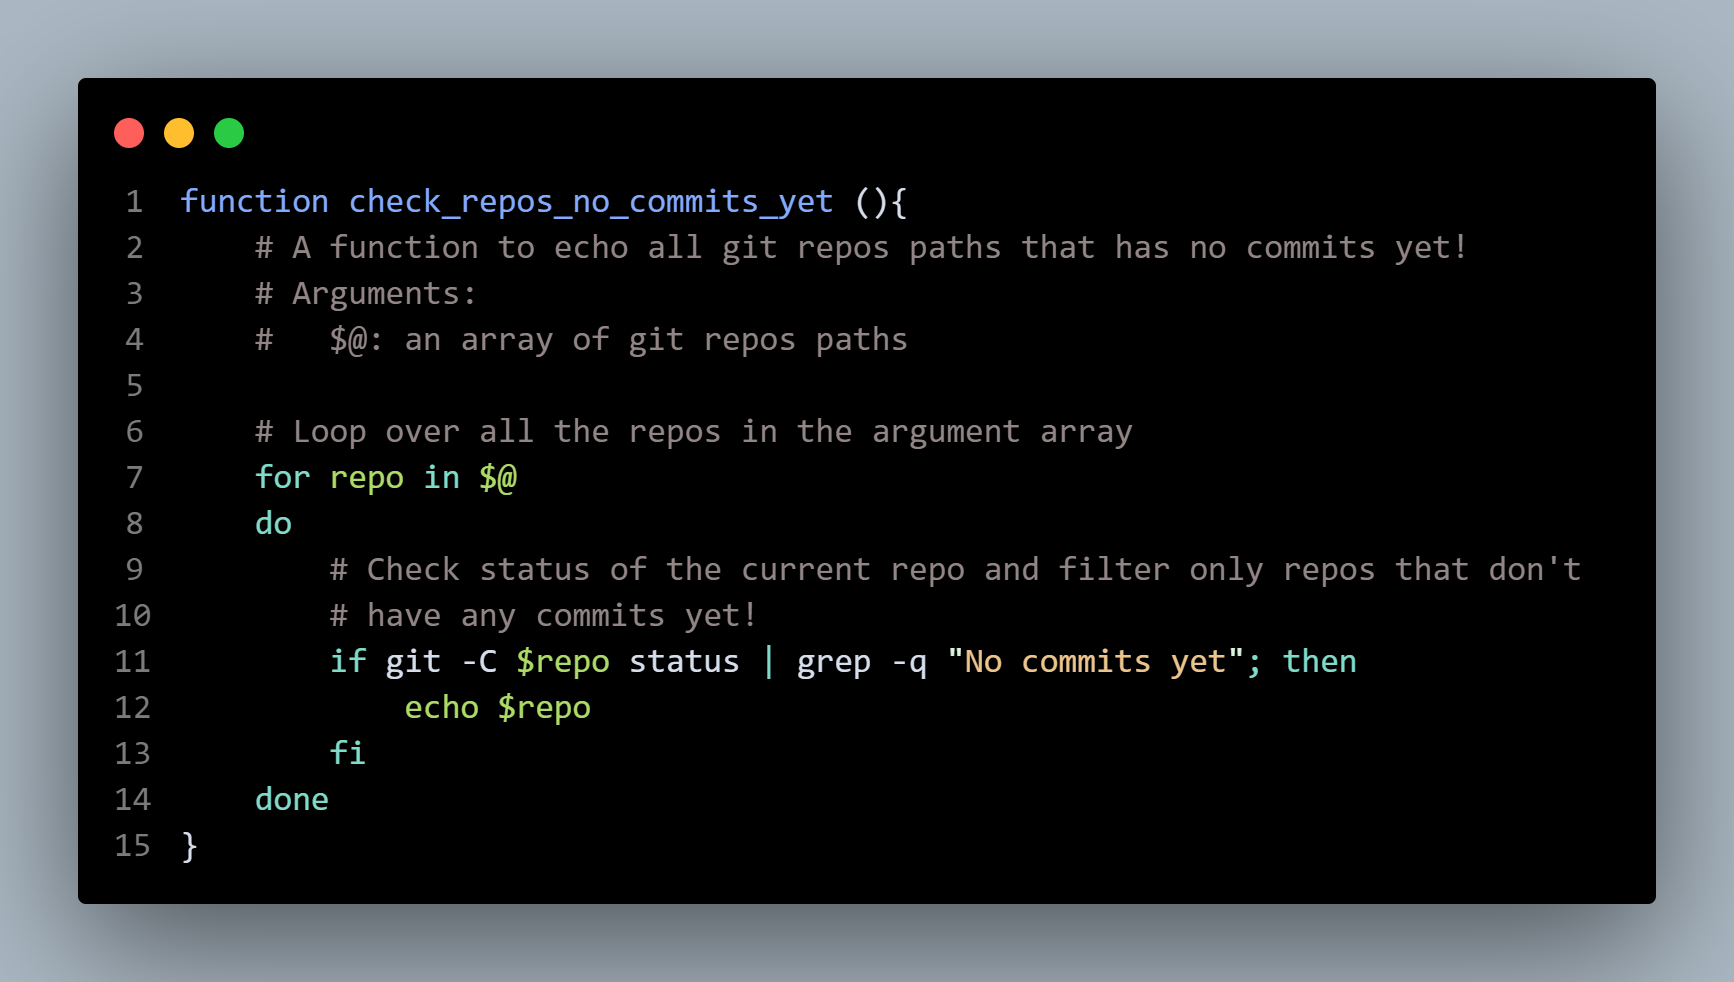 1 function check_repos_no_commits_yet (){
2     # A function to echo all git repos paths that has no commits yet!
3     # Arguments:
4     #   $@: an array of git repos paths
5
6     # Loop over all the repos in the argument array
7     for repo in $@
8     do
9         # Check status of the current repo and filter only repos that don't
10         # have any commits yet!
11         if git -C $repo status | grep -q "No commits yet"; then
12             echo $repo
13         fi
14     done
15 }